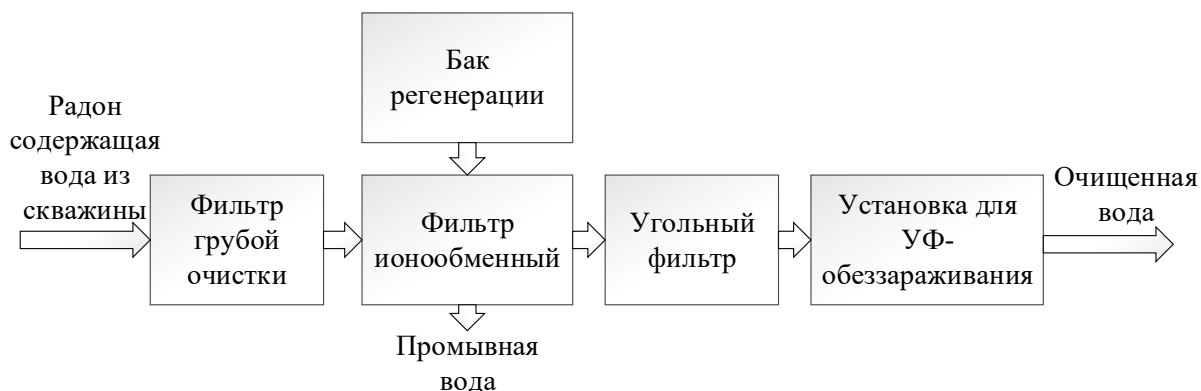 Бак
регенерации
Радон
содержащая
вода из
скважины
Фильтр
грубой
очистки
Фильтр
ионообменный
Угольный
фильтр
Установка для
УФ-
обеззараживания
Очищенная
вода
Промывная
вода